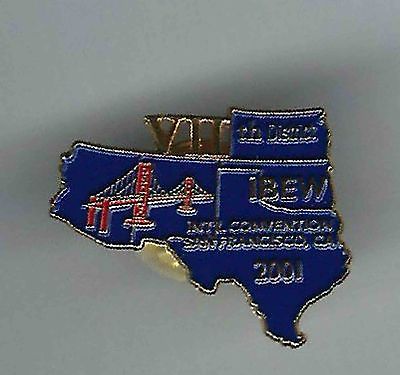 VII
th District
IBEW
INT'L CONVENTION
SAN FRANCISCO, CA.
2001